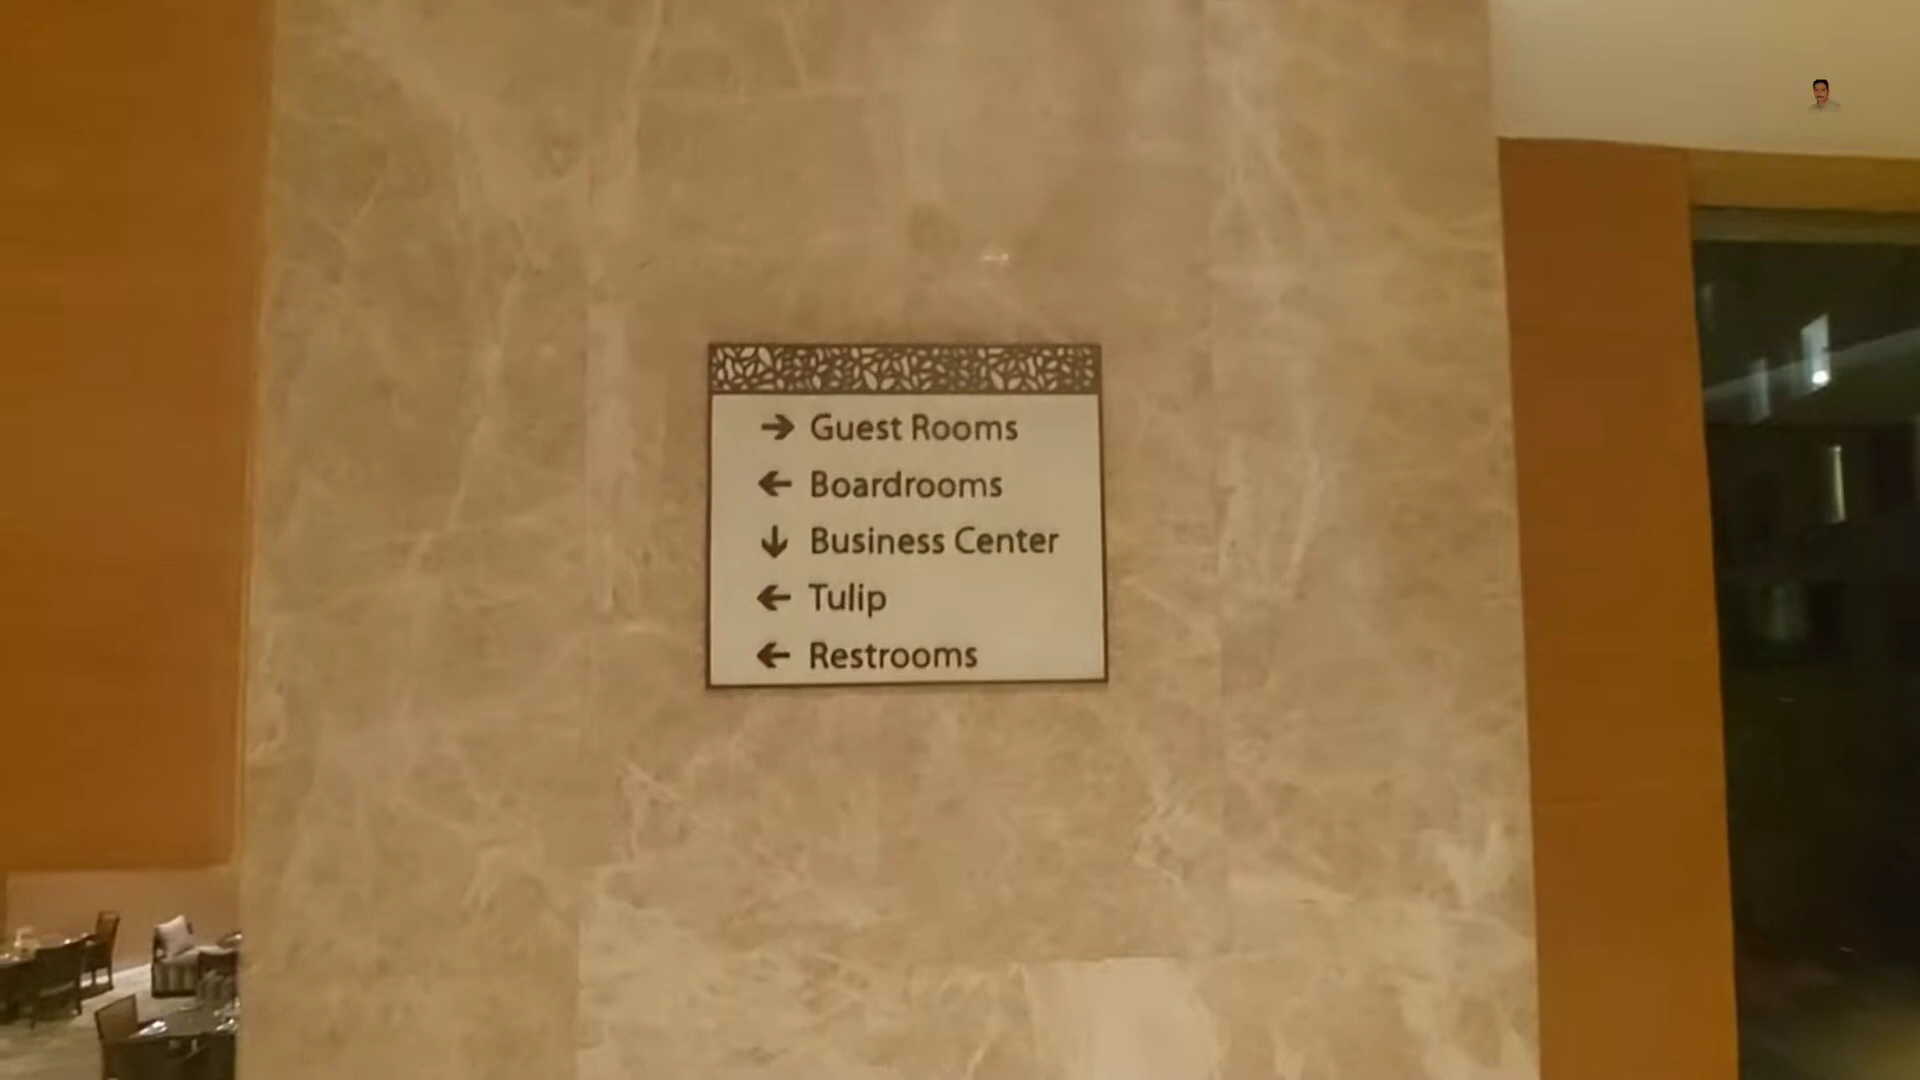 → Guest Rooms
← Boardrooms
↓ Business Center
← Tulip
← Restrooms